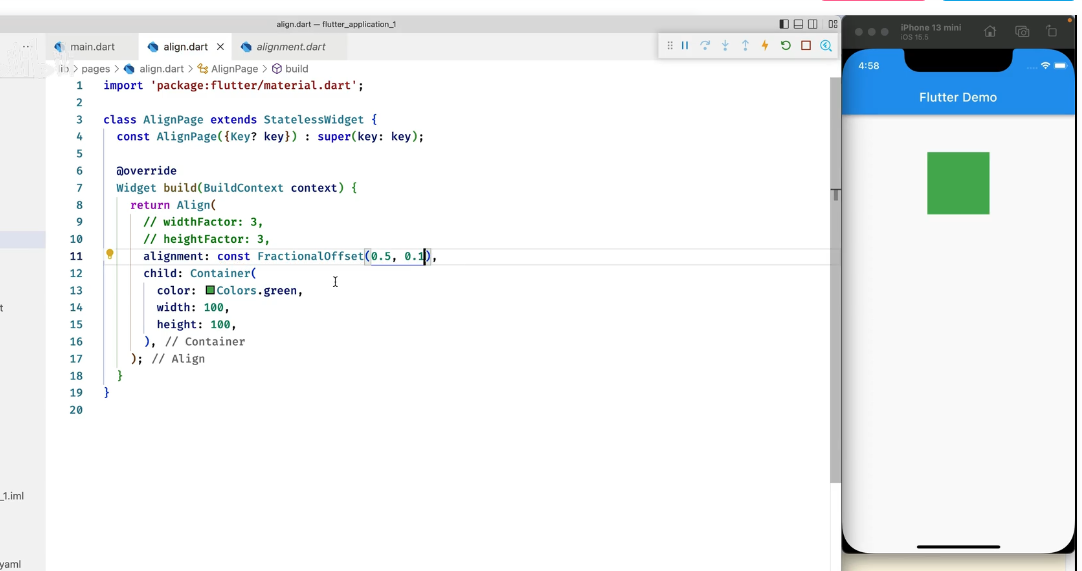 align.dart — flutter_application_1
main.dart
align.dart
alignment.dart
pages > align.dart > AlignPage > build
1 import 'package:flutter/material.dart';
2
3 class AlignPage extends StatelessWidget {
4 const AlignPage({Key? key}) : super(key: key);
5
6 @override
7 Widget build(BuildContext context) {
8 return Align(
9 // widthFactor: 3,
10 // heightFactor: 3,
11 alignment: const FractionalOffset(0.5, 0.1),
12 child: Container(
13 color: Colors.green,
14 width: 100,
15 height: 100,
16 ), // Container
17 ); // Align
18 }
19 }
20
_1.iml
yaml
iPhone 13 mini
iOS 15.5
4:58
Flutter Demo